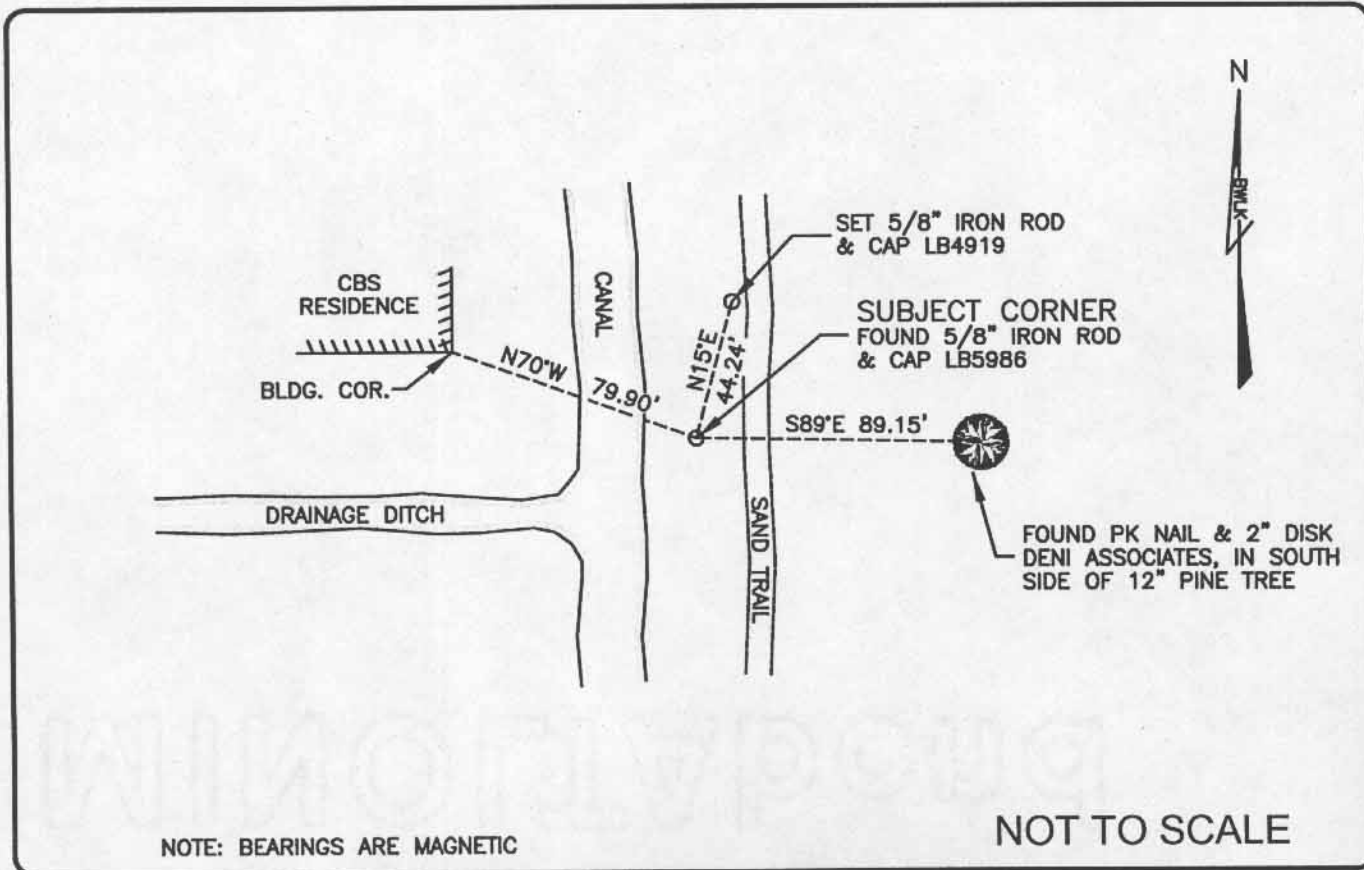 N
BWLK
SET 5/8" IRON ROD
& CAP LB4919
CBS
RESIDENCE
CANAL
SUBJECT CORNER
FOUND 5/8" IRON ROD
& CAP LB5986
N15°E
44.24'
N70°W 79.90'
BLDG. COR.
S89°E 89.15'
DRAINAGE DITCH
SAND TRAIL
FOUND PK NAIL & 2" DISK
DENI ASSOCIATES, IN SOUTH
SIDE OF 12" PINE TREE
NOTE: BEARINGS ARE MAGNETIC
NOT TO SCALE